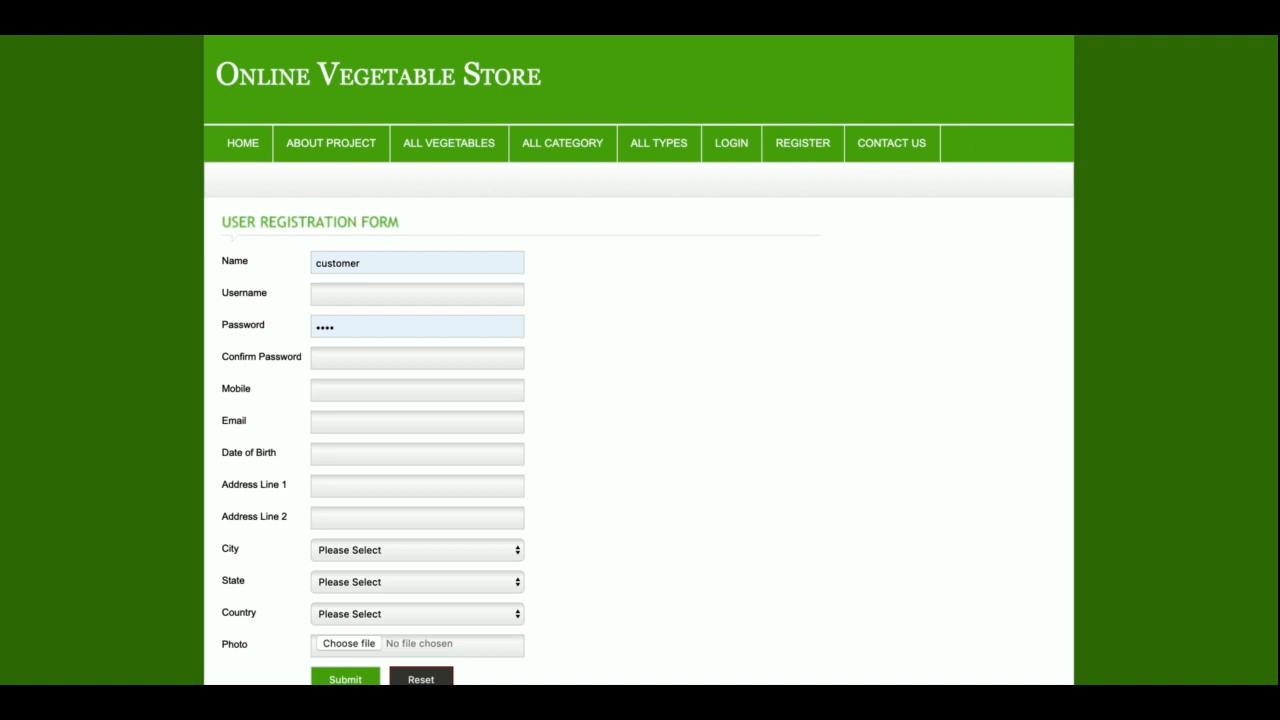 ONLINE VEGETABLE STORE
HOME ABOUT PROJECT ALL VEGETABLES ALL CATEGORY ALL TYPES LOGIN REGISTER CONTACT US
USER REGISTRATION FORM
Name customer
Username
Password ••••
Confirm Password
Mobile
Email
Date of Birth
Address Line 1
Address Line 2
City Please Select
State Please Select
Country Please Select
Photo Choose file No file chosen
Submit Reset